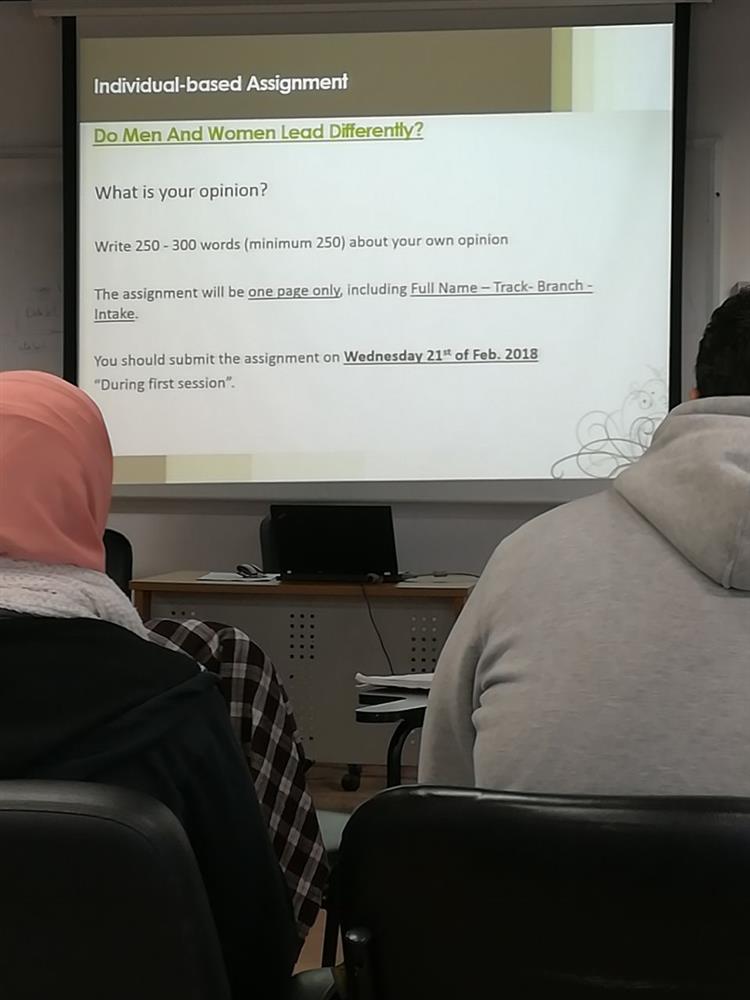 Individual-based Assignment
Do Men And Women Lead Differently?
What is your opinion?
Write 250 - 300 words (minimum 250) about your own opinion
The assignment will be one page only, including Full Name – Track- Branch -
Intake.
You should submit the assignment on Wednesday 21st of Feb. 2018
“During first session”.